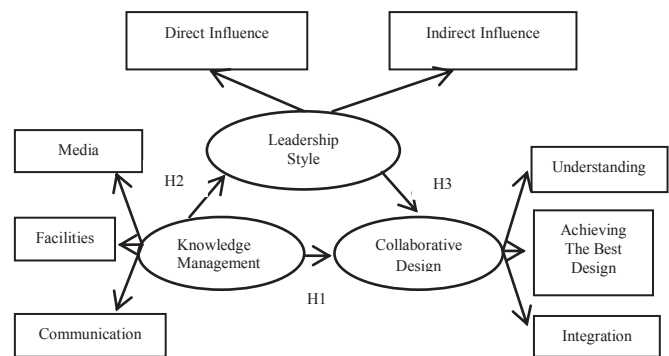 Direct Influence
Indirect Influence
Leadership
Style
Media
H2
H3
Understanding
Facilities
Knowledge
Management
Collaborative
Design
Achieving
The Best
Design
H1
Communication
Integration